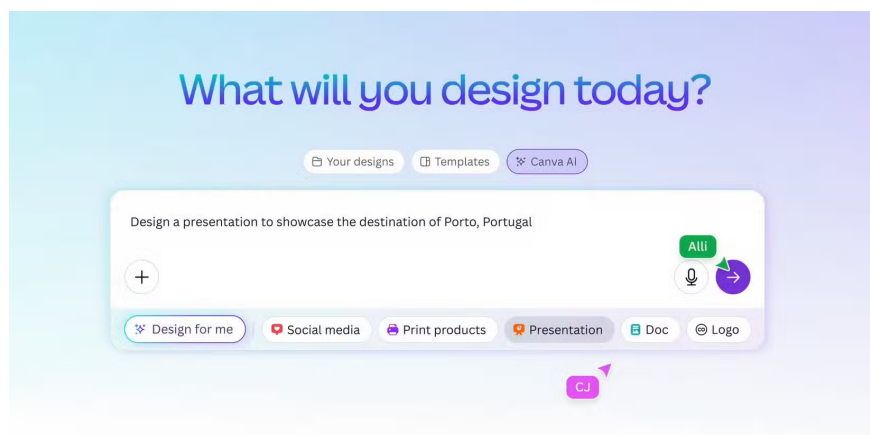 What will you design today?
Your designs
Templates
Canva AI
Design a presentation to showcase the destination of Porto, Portugal
Alli
Design for me
Social media
Print products
Presentation
Doc
Logo
CJ